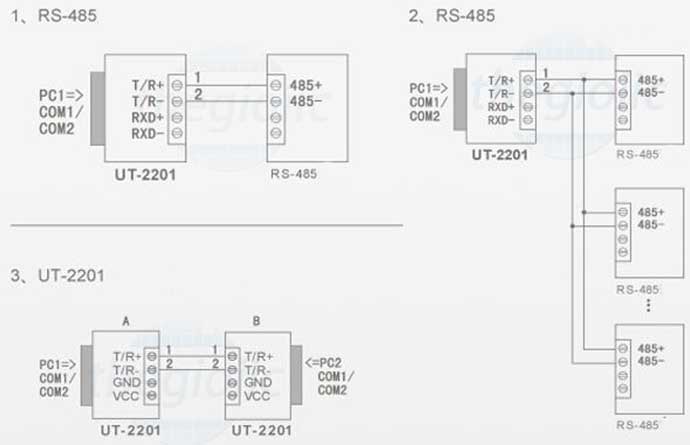 1、RS-485
T/R+ 1 485+
T/R- 2 485-
RXD+
RXD-
PC1=>
COM1/
COM2
UT-2201
RS-485
2、RS-485
T/R+ 1 485+
T/R- 2 485-
RXD+
RXD-
PC1=>
COM1/
COM2
UT-2201
RS-485
485+
485-
RS-485
485+
485-
RS-485
3、UT-2201
A B
T/R+ 1 1 T/R+
T/R- 2 2 T/R-
GND GND
VCC VCC
PC1=>
COM1/
COM2
<=PC2
COM1/
COM2
UT-2201 UT-2201
thegioiic